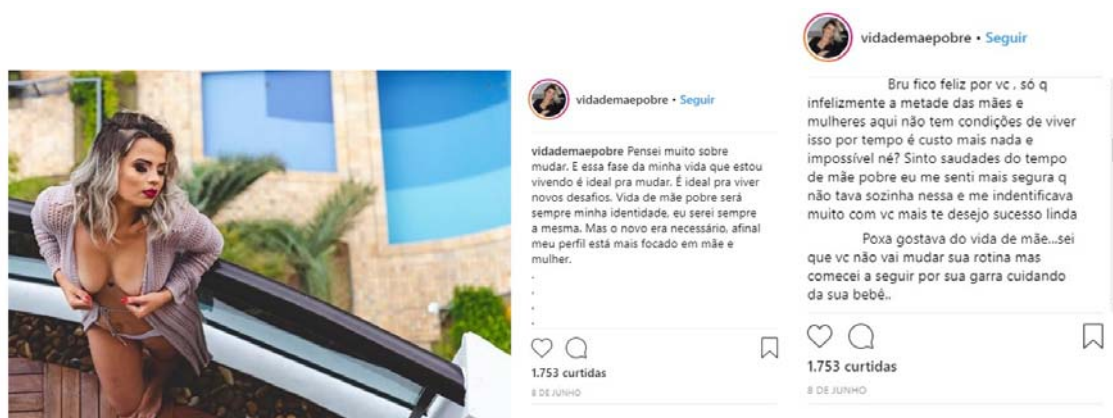 vidademaepobre • Seguir
vidademaepobre Pensei muito sobre
mudar. E essa fase da minha vida que estou
vivendo é ideal pra mudar. É ideal pra viver
novos desafios. Vida de mãe pobre será
sempre minha identidade, eu serei sempre
a mesma. Mas o novo era necessário, afinal
meu perfil está mais focado em mãe e
mulher.
.
.
.
.
1.753 curtidas
8 DE JUNHO
vidademaepobre • Seguir
Bru fico feliz por vc , só q
infelizmente a metade das mães e
mulheres aqui não tem condições de viver
isso por tempo é custo mais nada e
impossível né? Sinto saudades do tempo
de mãe pobre eu me senti mais segura q
não tava sozinha nessa e me indentificava
muito com vc mais te desejo sucesso linda
Poxa gostava do vida de mãe...sei
que vc não vai mudar sua rotina mas
comecei a seguir por sua garra cuidando
da sua bebê..
1.753 curtidas
8 DE JUNHO